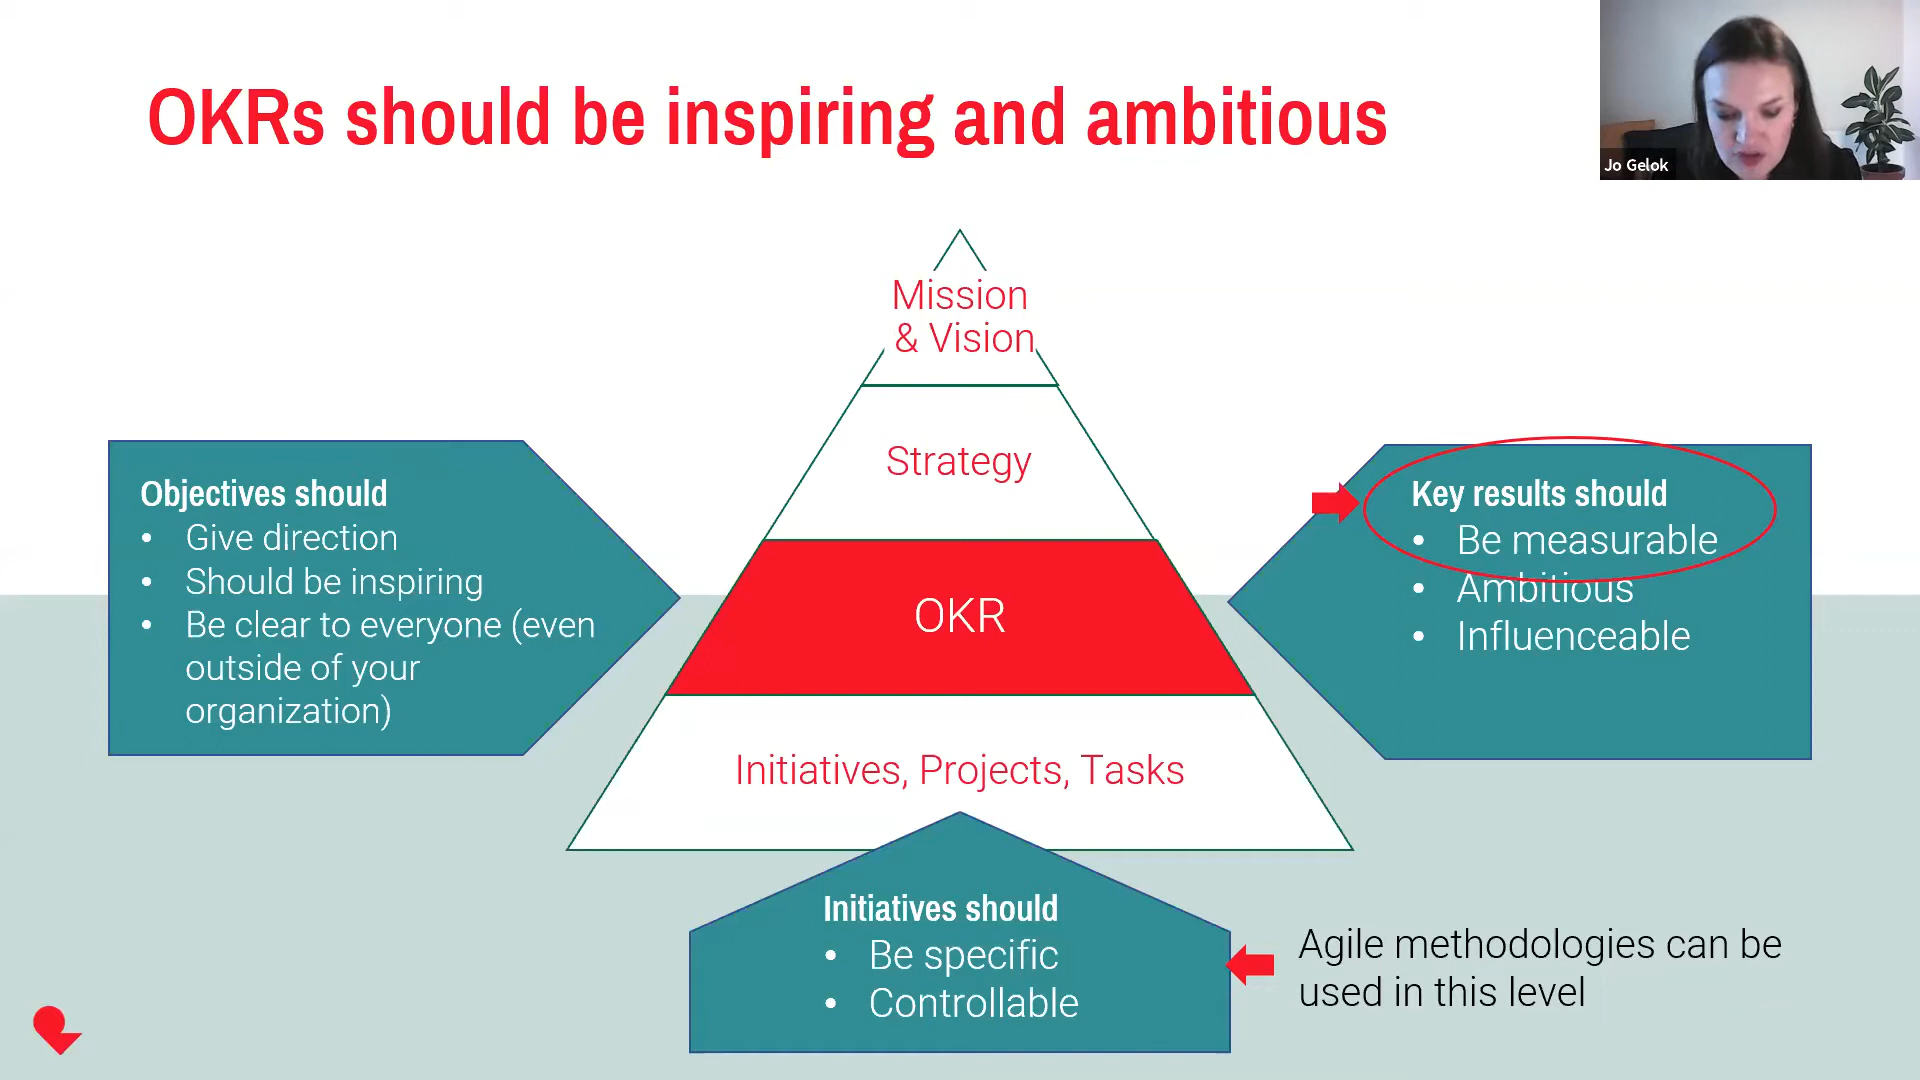 OKRs should be inspiring and ambitious
Jo Gelok
Mission
& Vision
Strategy
OKR
Initiatives, Projects, Tasks
Objectives should
• Give direction
• Should be inspiring
• Be clear to everyone (even
outside of your
organization)
Key results should
• Be measurable
• Ambitious
• Influenceable
Initiatives should
• Be specific
• Controllable
Agile methodologies can be
used in this level